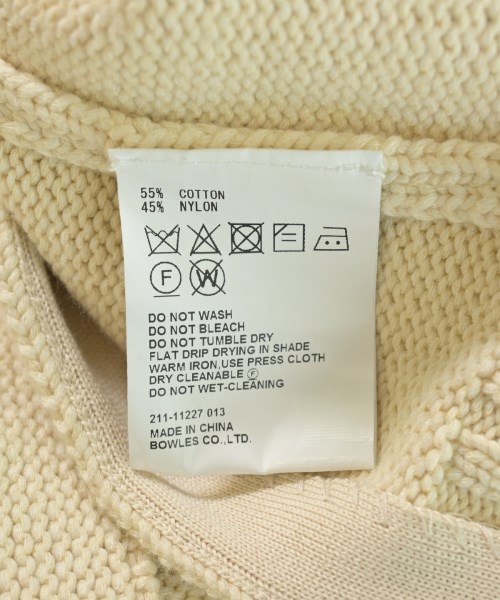 55% COTTON
45% NYLON
F W
DO NOT WASH
DO NOT BLEACH
DO NOT TUMBLE DRY
FLAT DRIP DRYING IN SHADE
WARM IRON, USE PRESS CLOTH
DRY CLEANABLE Ⓕ
DO NOT WET-CLEANING
211-11227 013
MADE IN CHINA
BOWLES CO.,LTD.